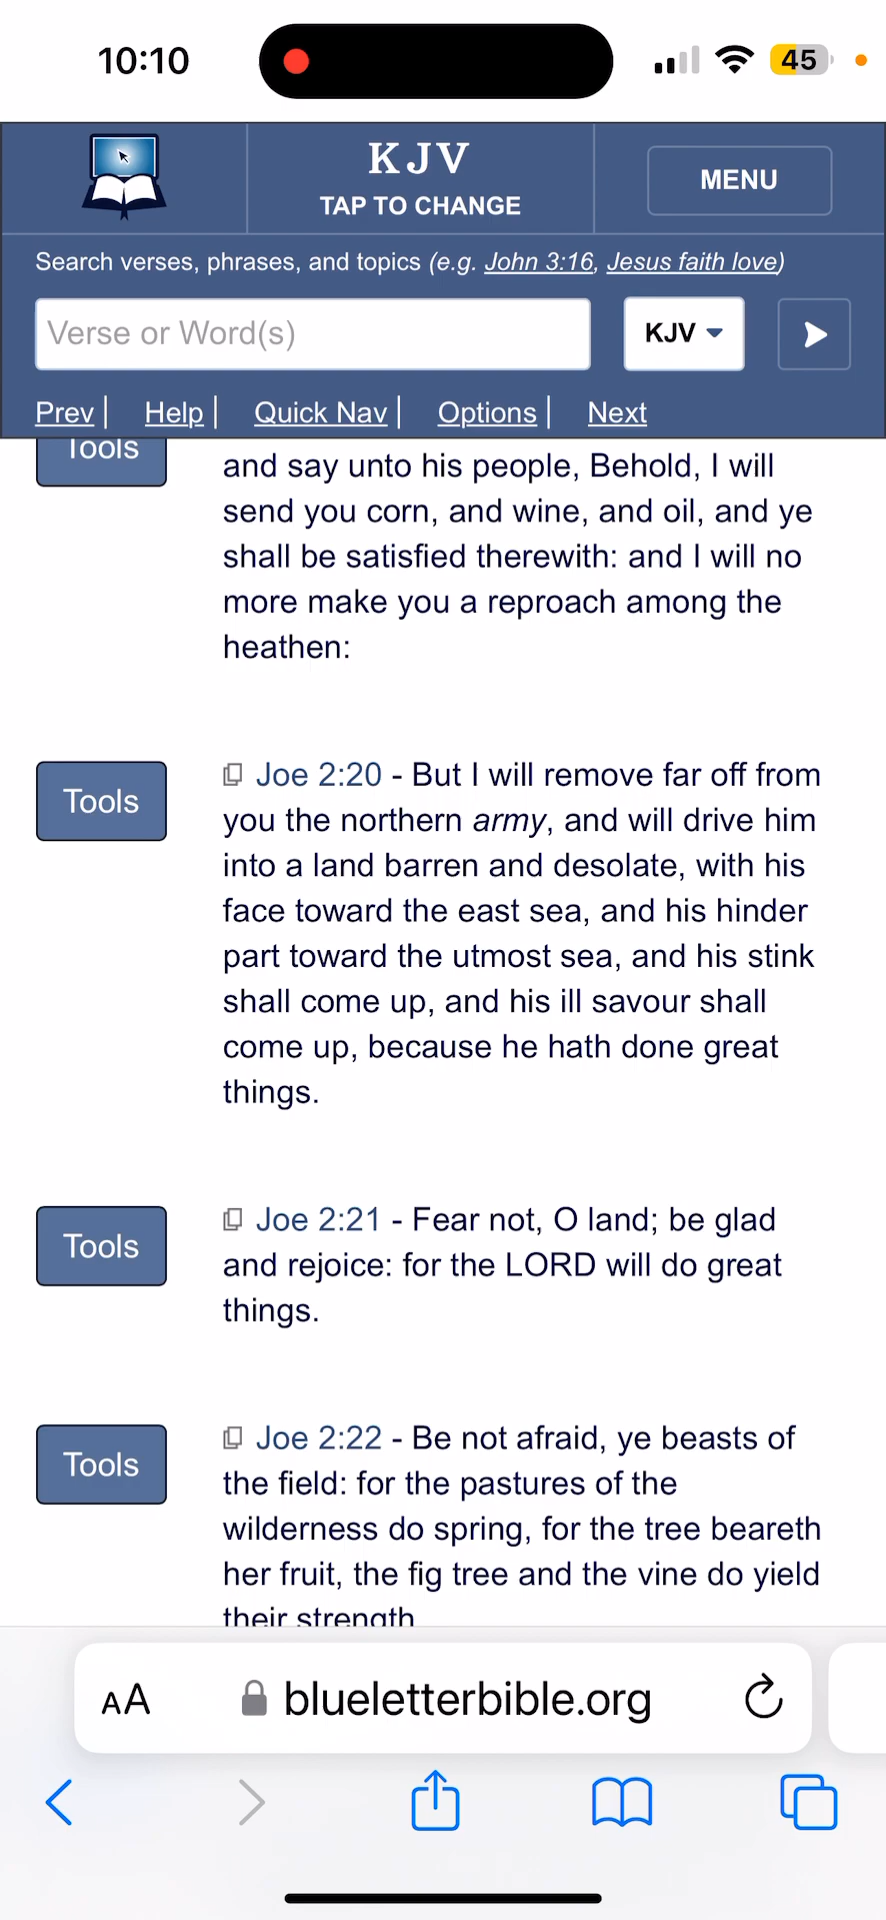 10:10
45
KJV
TAP TO CHANGE
MENU
Search verses, phrases, and topics (e.g. John 3:16, Jesus faith love)
Verse or Word(s)
KJV
Prev | Help | Quick Nav | Options | Next
Tools
and say unto his people, Behold, I will
send you corn, and wine, and oil, and ye
shall be satisfied therewith: and I will no
more make you a reproach among the
heathen:
Tools
Joe 2:20 - But I will remove far off from
you the northern army, and will drive him
into a land barren and desolate, with his
face toward the east sea, and his hinder
part toward the utmost sea, and his stink
shall come up, and his ill savour shall
come up, because he hath done great
things.
Tools
Joe 2:21 - Fear not, O land; be glad
and rejoice: for the LORD will do great
things.
Tools
Joe 2:22 - Be not afraid, ye beasts of
the field: for the pastures of the
wilderness do spring, for the tree beareth
her fruit, the fig tree and the vine do yield
their strength
AA
blueletterbible.org